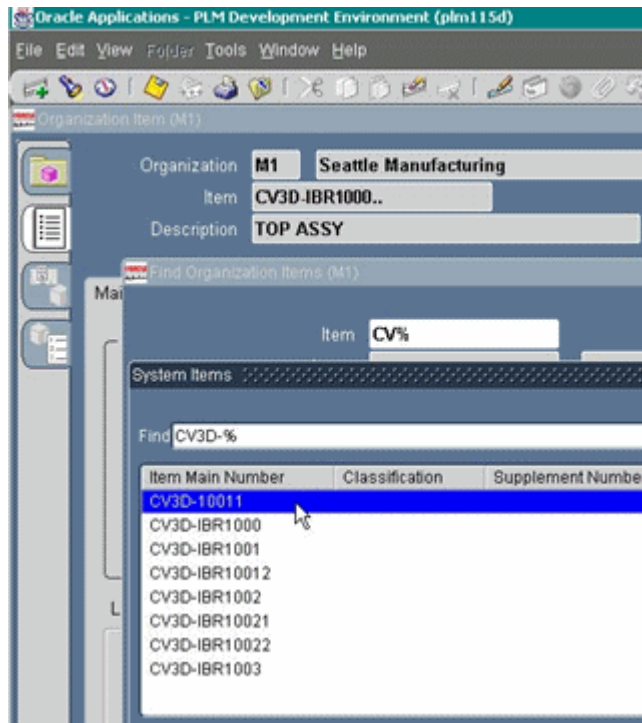 Oracle Applications - PLM Development Environment (plm115d)
File Edit View Folder Tools Window Help
Organization Item (M1)
Organization M1 Seattle Manufacturing
Item CV3D-IBR1000..
Description TOP ASSY
Find Organization Items (M1)
Mai
Item CV%
System Items
Find CV3D-%
Item Main Number Classification Supplement Numbe
CV3D-10011
CV3D-IBR1000
CV3D-IBR1001
CV3D-IBR10012
CV3D-IBR1002
CV3D-IBR10021
L
CV3D-IBR10022
CV3D-IBR1003